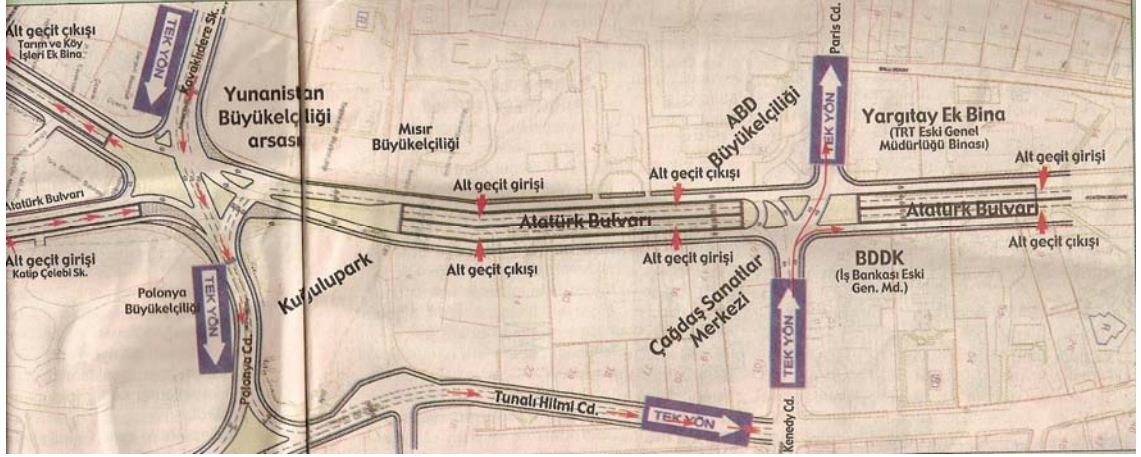 Alt geçit çıkışı
Tarım ve Köy
İşleri Ek Bina
TEK YÖN
Kavaklıdere Sk.
Yunanistan
Büyükelçiliği
arsası
Mısır
Büyükelçiliği
ABD
Büyükelçiliği
Paris Cd.
TEK YÖN
Yargıtay Ek Bina
(TRT Eski Genel
Müdürlüğü Binası)
Alt geçit girişi
Alt geçit girişi
Alt geçit çıkışı
Atatürk Bulvarı
Atatürk Bulvarı
Atatürk Bulvar
Alt geçit girişi
Katip Çelebi Sk.
Alt geçit çıkışı
Alt geçit girişi
Alt geçit çıkışı
Kuğulupark
Polonya
Büyükelçiliği
TEK YÖN
Polonya Cd.
Çağdaş Sanatlar
Merkezi
BDDK
(İş Bankası Eski
Gen. Md.)
TEK YÖN
Tunalı Hilmi Cd.
TEK YÖN
Kenedy Cd.